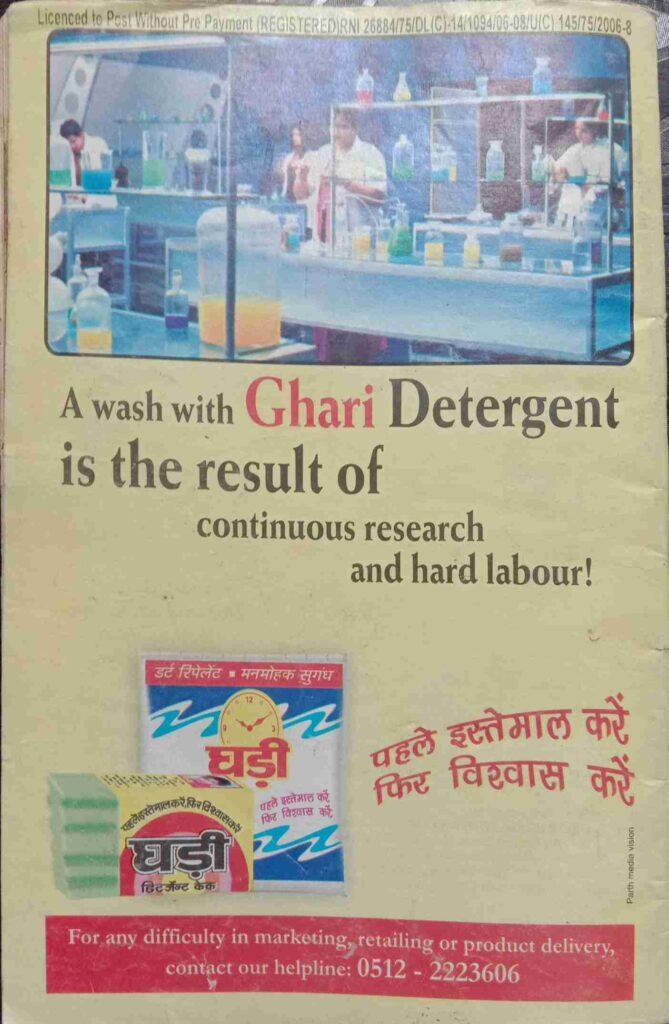 Licenced to Post Without Pre Payment (REGISTERED)RNI 26884/75/DL(C)-14/1094/06-08/U(C) 145/75/2006-8
A wash with Ghari Detergent
is the result of
continuous research
and hard labour!
डर्ट रिपेलेंट ▪ मनमोहक सुगंध
12
घड़ी
पहले इस्तेमाल करें,
फिर विश्वास करें,
पहले इस्तेमाल करें, फिर विश्वास करें
घड़ी
डिटर्जेन्ट केक
पहले इस्तेमाल करें
फिर विश्वास करें
Parth media vision
For any difficulty in marketing, retailing or product delivery,
contact our helpline: 0512 - 2223606